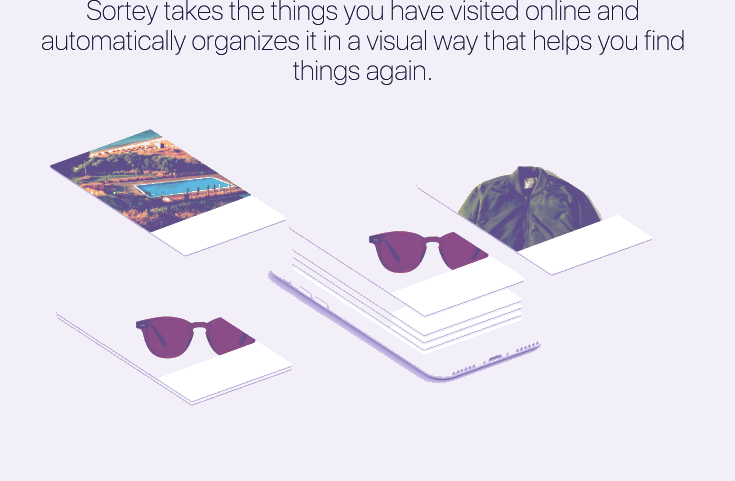 Sortey takes the things you have visited online and
automatically organizes it in a visual way that helps you find
things again.